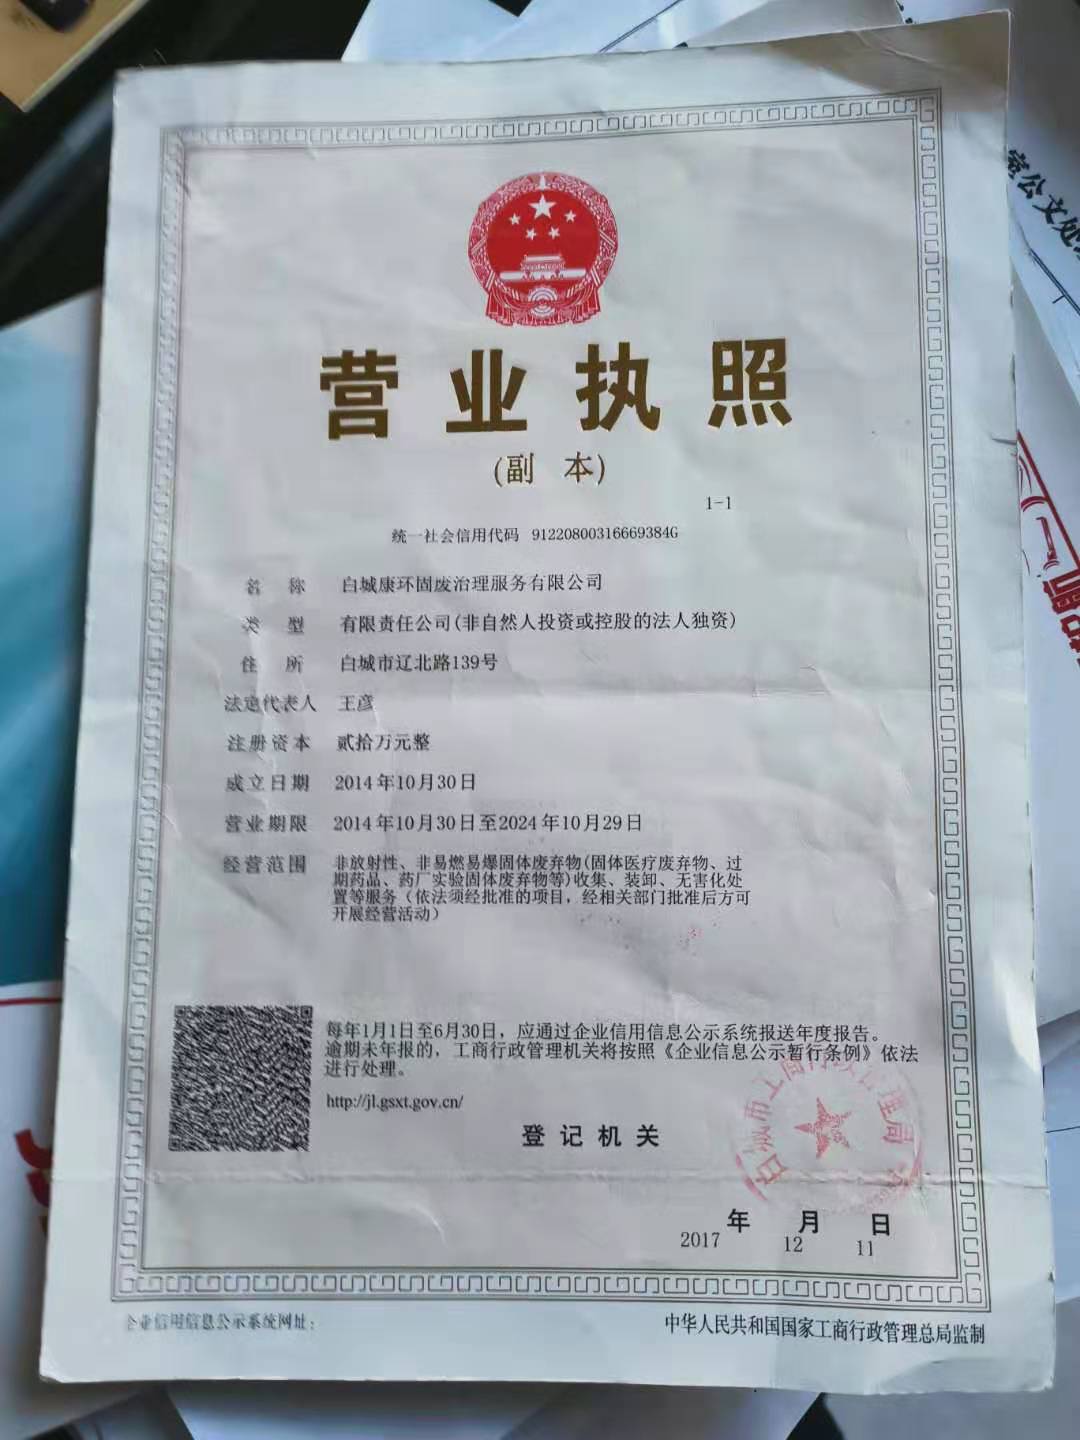 营业执照
(副 本)
1-1
统一社会信用代码 91220800316669384G
名 称 白城康环固废治理服务有限公司
类 型 有限责任公司(非自然人投资或控股的法人独资)
住 所 白城市辽北路139号
法定代表人 王彦
注册资本 贰拾万元整
成立日期 2014年10月30日
营业期限 2014年10月30日至2024年10月29日
经营范围 非放射性、非易燃易爆固体废弃物(固体医疗废弃物、过
期药品、药厂实验固体废弃物等)收集、装卸、无害化处
置等服务（依法须经批准的项目，经相关部门批准后方可
开展经营活动）
每年1月1日至6月30日，应通过企业信用信息公示系统报送年度报告。
逾期未年报的，工商行政管理机关将按照《企业信息公示暂行条例》依法
进行处理。
http://jl.gsxt.gov.cn/
登记机关
白城市工商行政管理局
年 月 日
2017 12 11
企业信用信息公示系统网址：
中华人民共和国国家工商行政管理总局监制
室公文处